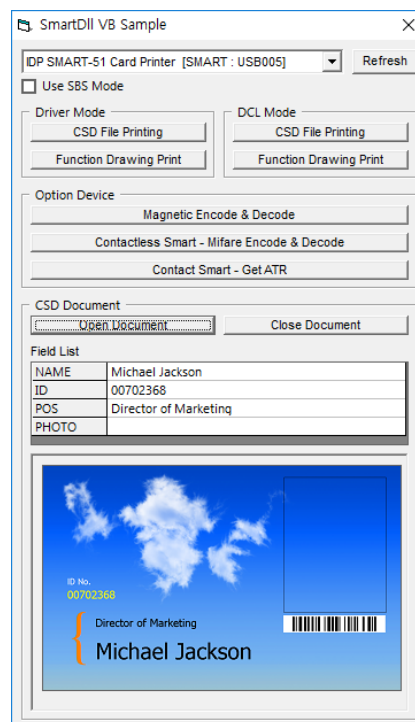 SmartDll VB Sample
IDP SMART-51 Card Printer [SMART : USB005]
Refresh
Use SBS Mode
Driver Mode
CSD File Printing
Function Drawing Print
DCL Mode
CSD File Printing
Function Drawing Print
Option Device
Magnetic Encode & Decode
Contactless Smart - Mifare Encode & Decode
Contact Smart - Get ATR
CSD Document
Open Document
Close Document
Field List
NAME Michael Jackson
ID 00702368
POS Director of Marketing
PHOTO
ID No.
00702368
Director of Marketing
Michael Jackson